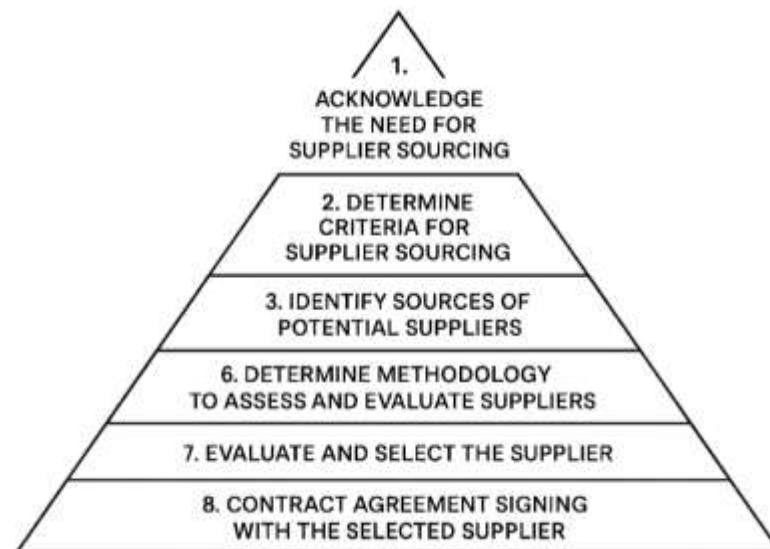 1.
ACKNOWLEDGE
THE NEED FOR
SUPPLIER SOURCING
2. DETERMINE
CRITERIA FOR
SUPPLIER SOURCING
3. IDENTIFY SOURCES OF
POTENTIAL SUPPLIERS
6. DETERMINE METHODOLOGY
TO ASSESS AND EVALUATE SUPPLIERS
7. EVALUATE AND SELECT THE SUPPLIER
8. CONTRACT AGREEMENT SIGNING
WITH THE SELECTED SUPPLIER